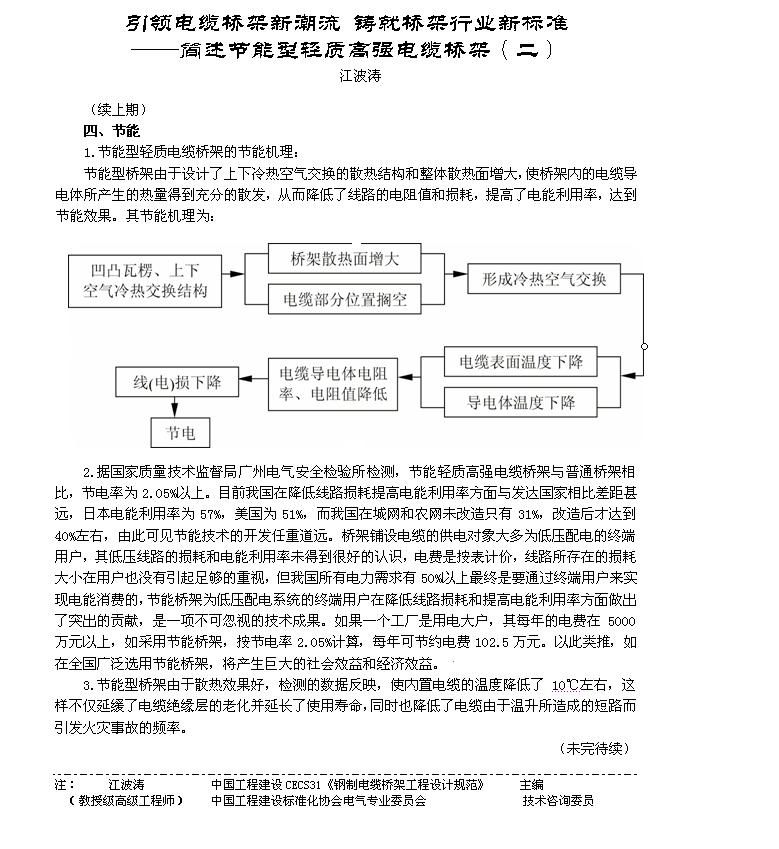 引领电缆桥架新潮流 铸就桥架行业新标准
——简述节能型轻质高强电缆桥架（二）
江波涛
（续上期）
四、节能
1.节能型轻质电缆桥架的节能机理：
节能型桥架由于设计了上下冷热空气交换的散热结构和整体散热面增大，使桥架内的电缆导
电体所产生的热量得到充分的散发，从而降低了线路的电阻值和损耗，提高了电能利用率，达到
节能效果。其节能机理为：
凹凸瓦楞、上下
空气冷热交换结构
桥架散热面增大
电缆部分位置搁空
形成冷热空气交换
电缆表面温度下降
导电体温度下降
电缆导电体电阻
率、电阻值降低
线(电)损下降
节电
2.据国家质量技术监督局广州电气安全检验所检测，节能轻质高强电缆桥架与普通桥架相
比，节电率为 2.05%以上。目前我国在降低线路损耗提高电能利用率方面与发达国家相比差距甚
远，日本电能利用率为 57%，美国为 51%，而我国在城网和农网未改造只有 31%，改造后才达到
40%左右，由此可见节能技术的开发任重道远。桥架铺设电缆的供电对象大多为低压配电的终端
用户，其低压线路的损耗和电能利用率未得到很好的认识，电费是按表计价，线路所存在的损耗
大小在用户也没有引起足够的重视，但我国所有电力需求有 50%以上最终是要通过终端用户来实
现电能消费的，节能桥架为低压配电系统的终端用户在降低线路损耗和提高电能利用率方面做出
了突出的贡献，是一项不可忽视的技术成果。如果一个工厂是用电大户，其每年的电费在 5000
万元以上，如采用节能桥架，按节电率 2.05%计算，每年可节约电费 102.5 万元。以此类推，如
在全国广泛选用节能桥架，将产生巨大的社会效益和经济效益。
3.节能型桥架由于散热效果好，检测的数据反映，使内置电缆的温度降低了 10℃左右，这
样不仅延缓了电缆绝缘层的老化并延长了使用寿命，同时也降低了电缆由于温升所造成的短路而
引发火灾事故的频率。
（未完待续）
注： 江波涛 中国工程建设 CECS31《钢制电缆桥架工程设计规范》 主编
（教授级高级工程师） 中国工程建设标准化协会电气专业委员会 技术咨询委员